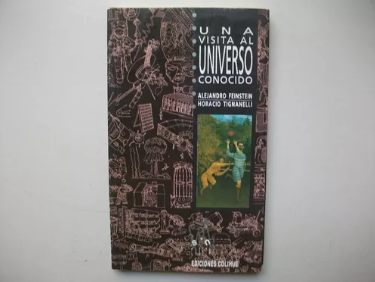 UNA
VISITA AL
UNIVERSO
CONOCIDO
ALEJANDRO FEINSTEIN
HORACIO TIGNANELLI
EDICIONES COLIHUE